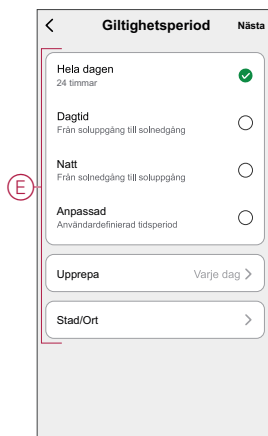 Giltighetsperiod Nästa
Hela dagen
24 timmar
Dagtid
Från soluppgång till solnedgång
Natt
Från solnedgång till soluppgång
Anpassad
Användardefinierad tidsperiod
E
Upprepa Varje dag
Stad/Ort